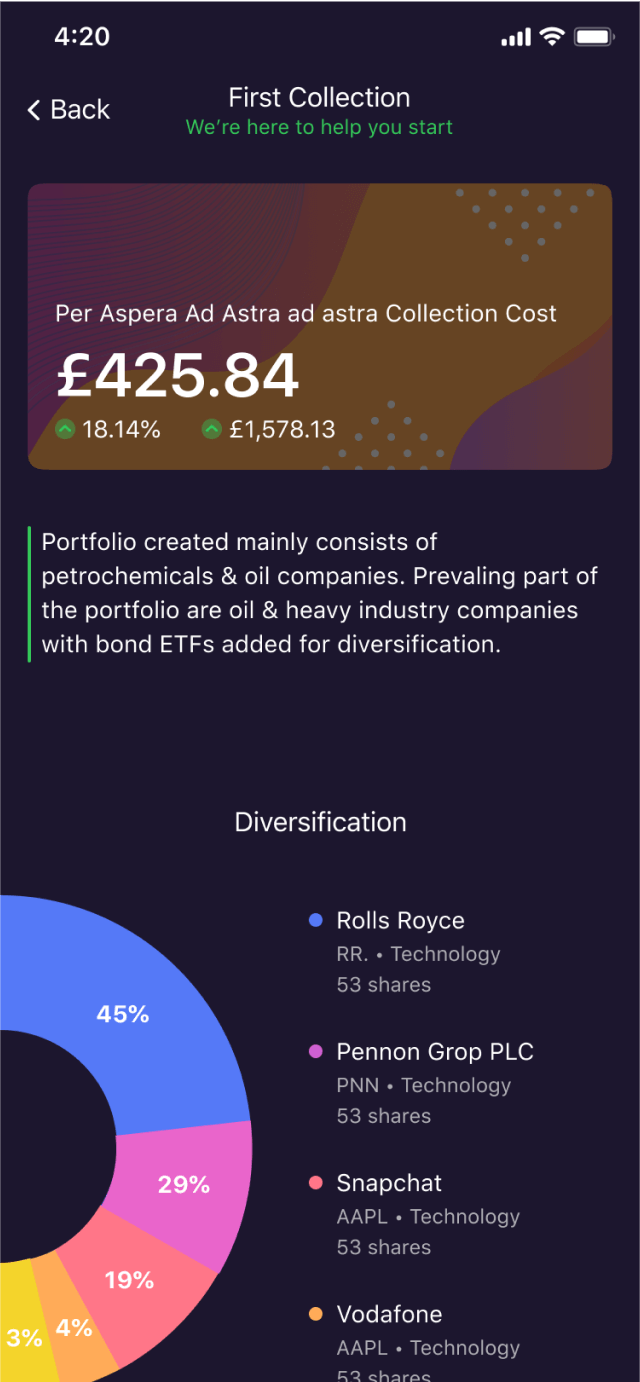 4:20
Back
First Collection
We're here to help you start
Per Aspera Ad Astra ad astra Collection Cost
£425.84
18.14% £1,578.13
Portfolio created mainly consists of
petrochemicals & oil companies. Prevaling part of
the portfolio are oil & heavy industry companies
with bond ETFs added for diversification.
Diversification
45%
29%
19%
4%
3%
Rolls Royce
RR. • Technology
53 shares
Pennon Grop PLC
PNN • Technology
53 shares
Snapchat
AAPL • Technology
53 shares
Vodafone
AAPL • Technology
53 shares